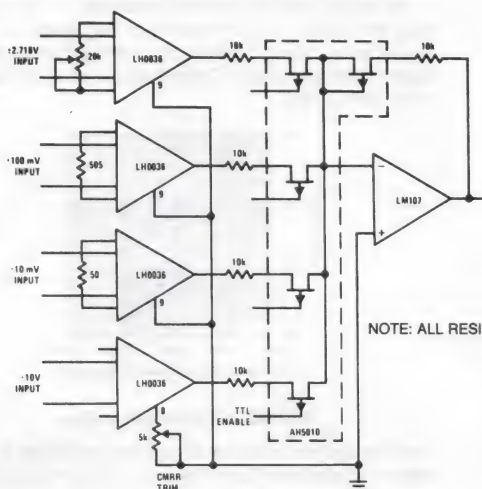 ±2.718V
INPUT
20k
LH0036
9
10k
10k
±100 mV
INPUT
505
LH0036
9
10k
LM107
±10 mV
INPUT
50
LH0036
9
10k
NOTE: ALL RESI
±10V
INPUT
LH0036
8
10k
5k
TTL
ENABLE
AH5010
CMRR
TRIM